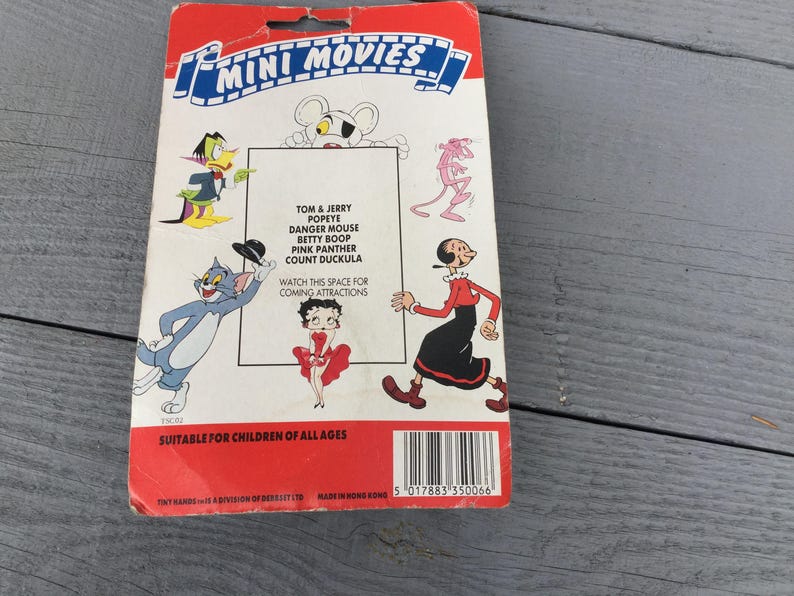 MINI MOVIES
TOM & JERRY
POPEYE
DANGER MOUSE
BETTY BOOP
PINK PANTHER
COUNT DUCKULA
WATCH THIS SPACE FOR
COMING ATTRACTIONS
TSC02
SUITABLE FOR CHILDREN OF ALL AGES
TINY HANDS TM IS A DIVISION OF DEBBSET LTD MADE IN HONG KONG
5 017883 350066